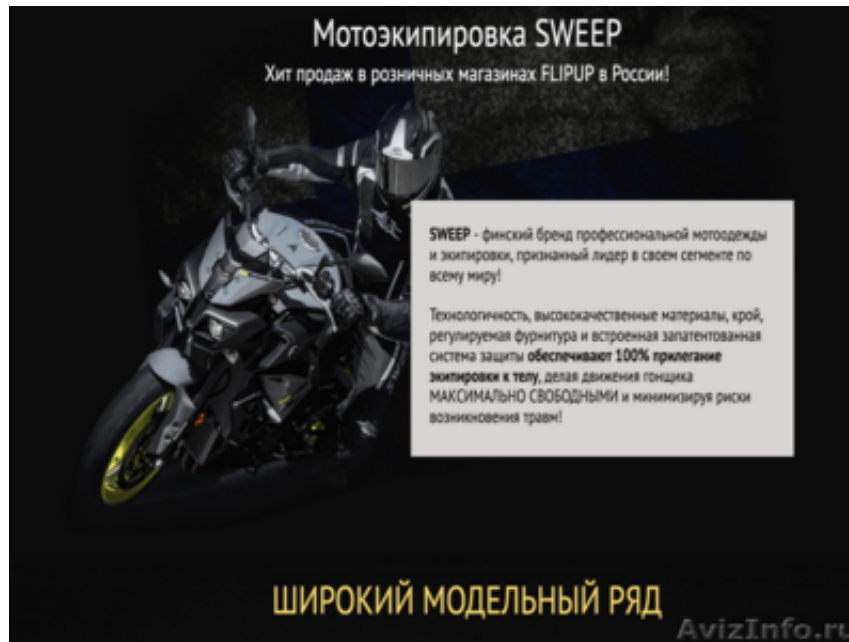 Мотоэкипировка SWEEP
Хит продаж в розничных магазинах FLIPUP в России!
SWEEP - финский бренд профессиональной мотоодежды
и экипировки, признанный лидер в своем сегменте по
всему миру!
Технологичность, высококачественные материалы, крой,
регулируемая фурнитура и встроенная запатентованная
система защиты обеспечивают 100% прилегание
экипировки к телу, делая движения гонщика
МАКСИМАЛЬНО СВОБОДНЫМИ и минимизируя риски
возникновения травм!
ШИРОКИЙ МОДЕЛЬНЫЙ РЯД
AvizInfo.ru